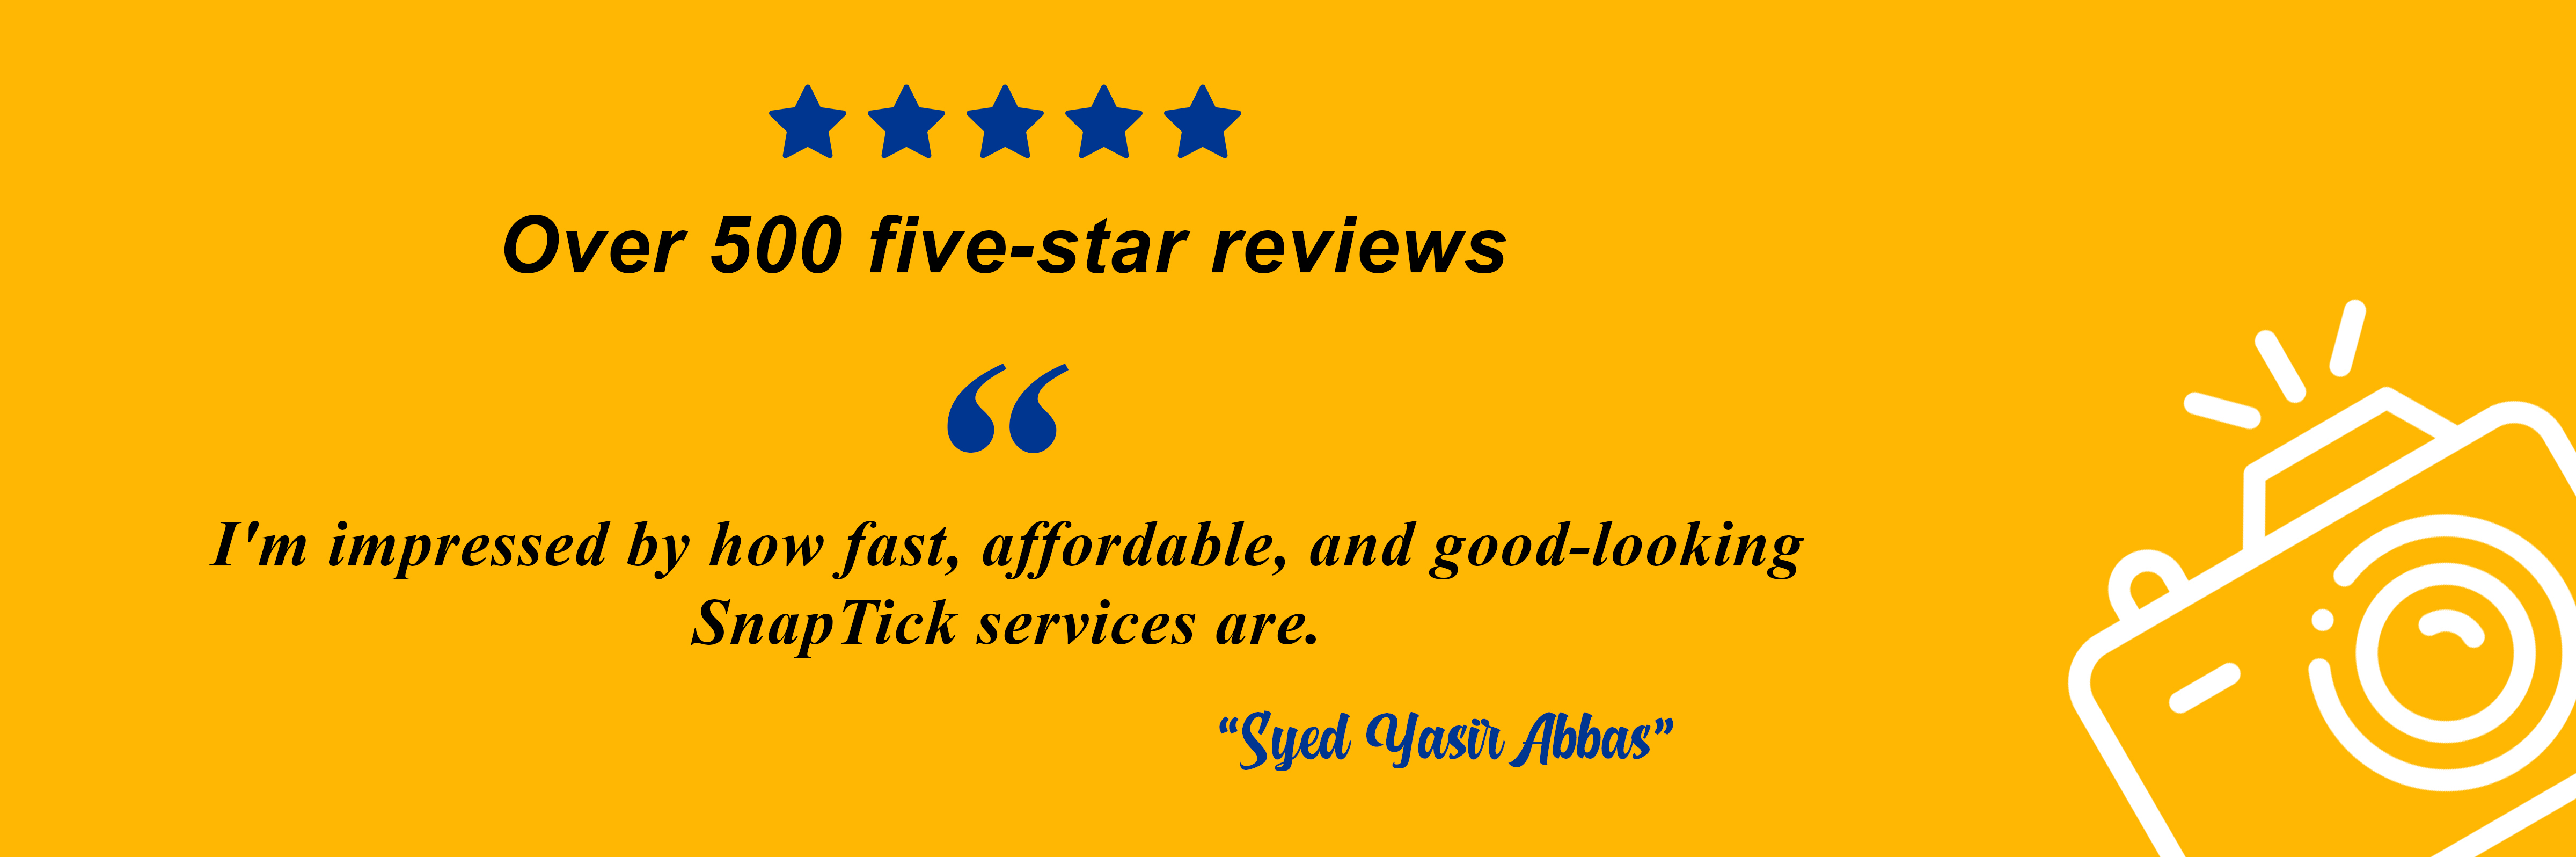 Over 500 five-star reviews
“
I'm impressed by how fast, affordable, and good-looking
SnapTick services are.
“Syed Yasir Abbas”